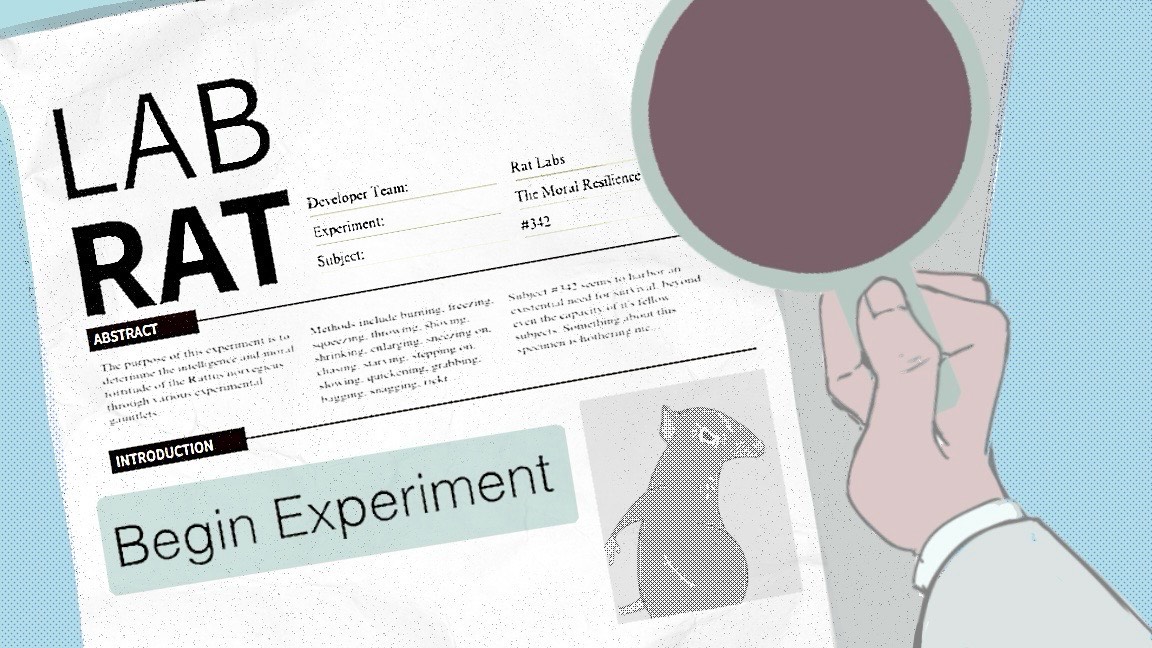 LAB
RAT
Developer Team:
Rat Labs
Experiment:
The Moral Resilience
Subject:
#342
ABSTRACT
The purpose of this experiment is to
determine the intelligence and moral
fortitude of the Rattus norvegicus
through various experimental
gauntlets.
Methods include burning, freezing,
squeezing, throwing, shoving,
shrinking, enlarging, sneezing on,
chasing, starving, stepping on,
slowing, quickening, grabbing,
bagging, snagging,
Subject #342 seems to harbor an
existential need for survival, beyond
even the capacity of it's fellow
subjects. Something about this
specimen is bothering me...
INTRODUCTION
Begin Experiment